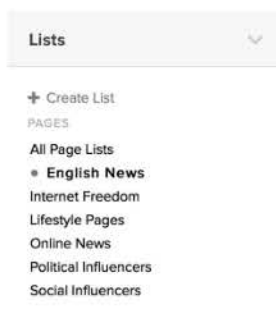 Lists
+ Create List
PAGES
All Page Lists
• English News
Internet Freedom
Lifestyle Pages
Online News
Political Influencers
Social Influencers